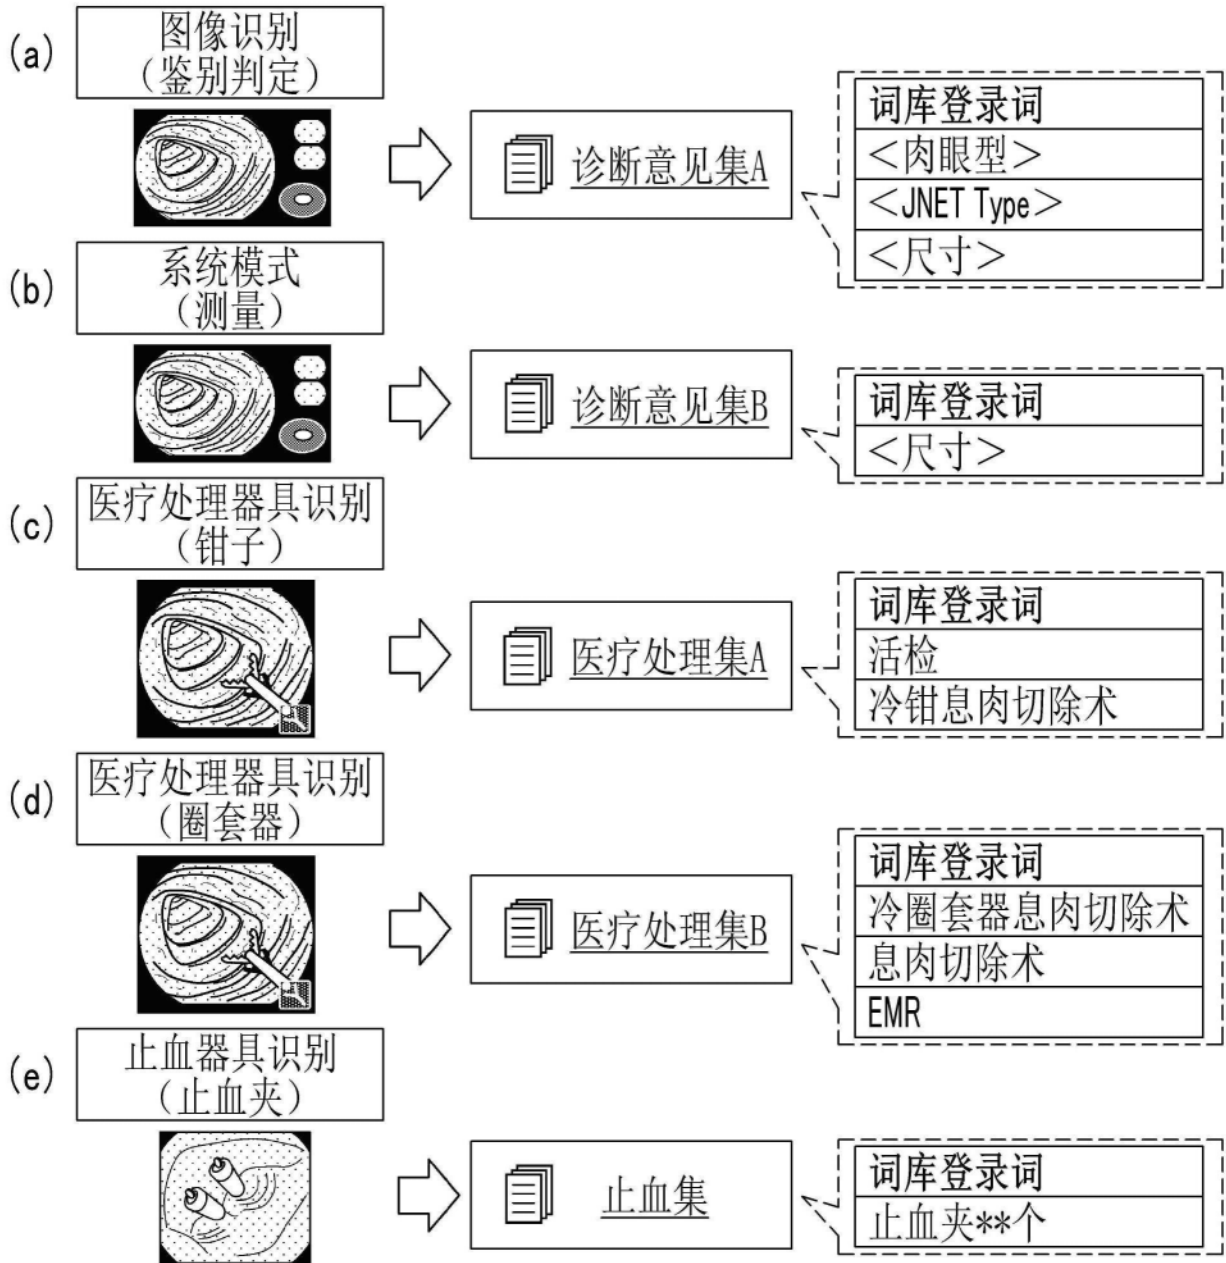 (a)
图像识别
（鉴别判定）
诊断意见集A
词库登录词
＜肉眼型＞
＜JNET Type＞
＜尺寸＞
(b)
系统模式
（测量）
诊断意见集B
词库登录词
＜尺寸＞
(c)
医疗处理器具识别
（钳子）
医疗处理集A
词库登录词
活检
冷钳息肉切除术
(d)
医疗处理器具识别
（圈套器）
医疗处理集B
词库登录词
冷圈套器息肉切除术
息肉切除术
EMR
(e)
止血器具识别
（止血夹）
止血集
词库登录词
止血夹**个